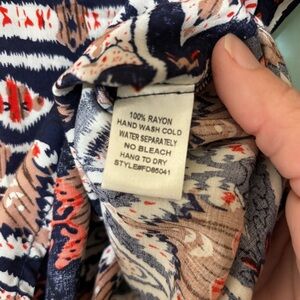 100% RAYON
HAND WASH COLD
WATER SEPARATELY
NO BLEACH
HANG TO DRY
STYLE#FD85041